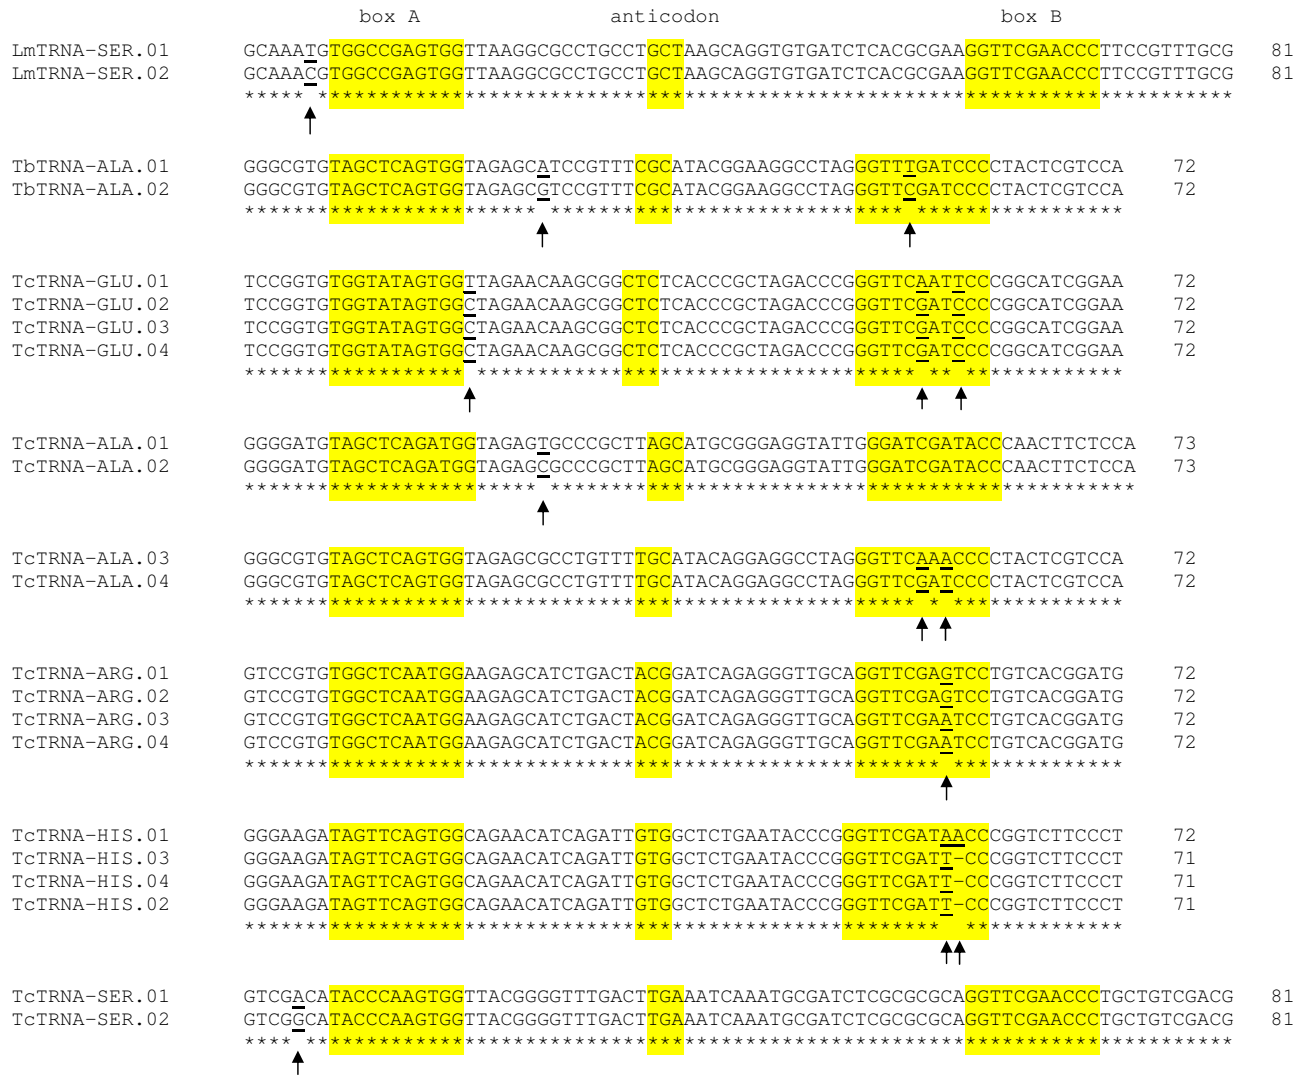 box A anticodon box B
LmTRNA-SER.01 GCAAATGTGGCCGAGTGGTTAAGGCGCCTGCCTGCTAAGCAGGTGTGATCTCACGCGAAGGTTCGAACCCTTCCGTTTGCG 81
LmTRNA-SER.02 GCAAACGTGGCCGAGTGGTTAAGGCGCCTGCCTGCTAAGCAGGTGTGATCTCACGCGAAGGTTCGAACCCTTCCGTTTGCG 81
***** ***************************************************************************
TbTRNA-ALA.01 GGGCGTGTAGCTCAGTGGTAGAGCATCCGTTTCGCATACGGAAGGCCTAGGGTTTGATCCCCTACTCGTCCA 72
TbTRNA-ALA.02 GGGCGTGTAGCTCAGTGGTAGAGCGTCCGTTTCGCATACGGAAGGCCTAGGGTTCGATCCCCTACTCGTCCA 72
************************ ***************************** *****************
TcTRNA-GLU.01 TCCGGTGTGGTATAGTGGTTAGAACAAGCGGCTCTCACCCGCTAGACCCGGGTTCAATTCCCGGCATCGGAA 72
TcTRNA-GLU.02 TCCGGTGTGGTATAGTGGCTAGAACAAGCGGCTCTCACCCGCTAGACCCGGGTTCGATCCCCGGCATCGGAA 72
TcTRNA-GLU.03 TCCGGTGTGGTATAGTGGCTAGAACAAGCGGCTCTCACCCGCTAGACCCGGGTTCGATCCCCGGCATCGGAA 72
TcTRNA-GLU.04 TCCGGTGTGGTATAGTGGCTAGAACAAGCGGCTCTCACCCGCTAGACCCGGGTTCGATCCCCGGCATCGGAA 72
****************** ************************************ ** *************
TcTRNA-ALA.01 GGGGATGTAGCTCAGATGGTAGAGTGCCCGCTTAGCATGCGGGAGGTATTGGGATCGATACCCAACTTCTCCA 73
TcTRNA-ALA.02 GGGGATGTAGCTCAGATGGTAGAGCGCCCGCTTAGCATGCGGGAGGTATTGGGATCGATACCCAACTTCTCCA 73
************************ ************************************************
TcTRNA-ALA.03 GGGCGTGTAGCTCAGTGGTAGAGCGCCTGTTTTGCATACAGGAGGCCTAGGGTTCAAACCCCTACTCGTCCA 72
TcTRNA-ALA.04 GGGCGTGTAGCTCAGTGGTAGAGCGCCTGTTTTGCATACAGGAGGCCTAGGGTTCGATCCCCTACTCGTCCA 72
******************************************************* * **************
TcTRNA-ARG.01 GTCCGTGTGGCTCAATGGAAGAGCATCTGACTACGGATCAGAGGGTTGCAGGTTCGAGTCCTGTCACGGATG 72
TcTRNA-ARG.02 GTCCGTGTGGCTCAATGGAAGAGCATCTGACTACGGATCAGAGGGTTGCAGGTTCGAGTCCTGTCACGGATG 72
TcTRNA-ARG.03 GTCCGTGTGGCTCAATGGAAGAGCATCTGACTACGGATCAGAGGGTTGCAGGTTCGAATCCTGTCACGGATG 72
TcTRNA-ARG.04 GTCCGTGTGGCTCAATGGAAGAGCATCTGACTACGGATCAGAGGGTTGCAGGTTCGAATCCTGTCACGGATG 72
********************************************************* **************
TcTRNA-HIS.01 GGGAAGATAGTTCAGTGGCAGAACATCAGATTGTGGCTCTGAATACCCGGGTTCGATAACCCGGTCTTCCCT 72
TcTRNA-HIS.03 GGGAAGATAGTTCAGTGGCAGAACATCAGATTGTGGCTCTGAATACCCGGGTTCGATT-CCCGGTCTTCCCT 71
TcTRNA-HIS.04 GGGAAGATAGTTCAGTGGCAGAACATCAGATTGTGGCTCTGAATACCCGGGTTCGATT-CCCGGTCTTCCCT 71
TcTRNA-HIS.02 GGGAAGATAGTTCAGTGGCAGAACATCAGATTGTGGCTCTGAATACCCGGGTTCGATT-CCCGGTCTTCCCT 71
*********************************************************  *************
TcTRNA-SER.01 GTCGACATACCCAAGTGGTTACGGGGTTTGACTTGAAATCAAATGCGATCTCGCGCGCAGGTTCGAACCCTGCTGTCGACG 81
TcTRNA-SER.02 GTCGGCATACCCAAGTGGTTACGGGGTTTGACTTGAAATCAAATGCGATCTCGCGCGCAGGTTCGAACCCTGCTGTCGACG 81
**** ****************************************************************************